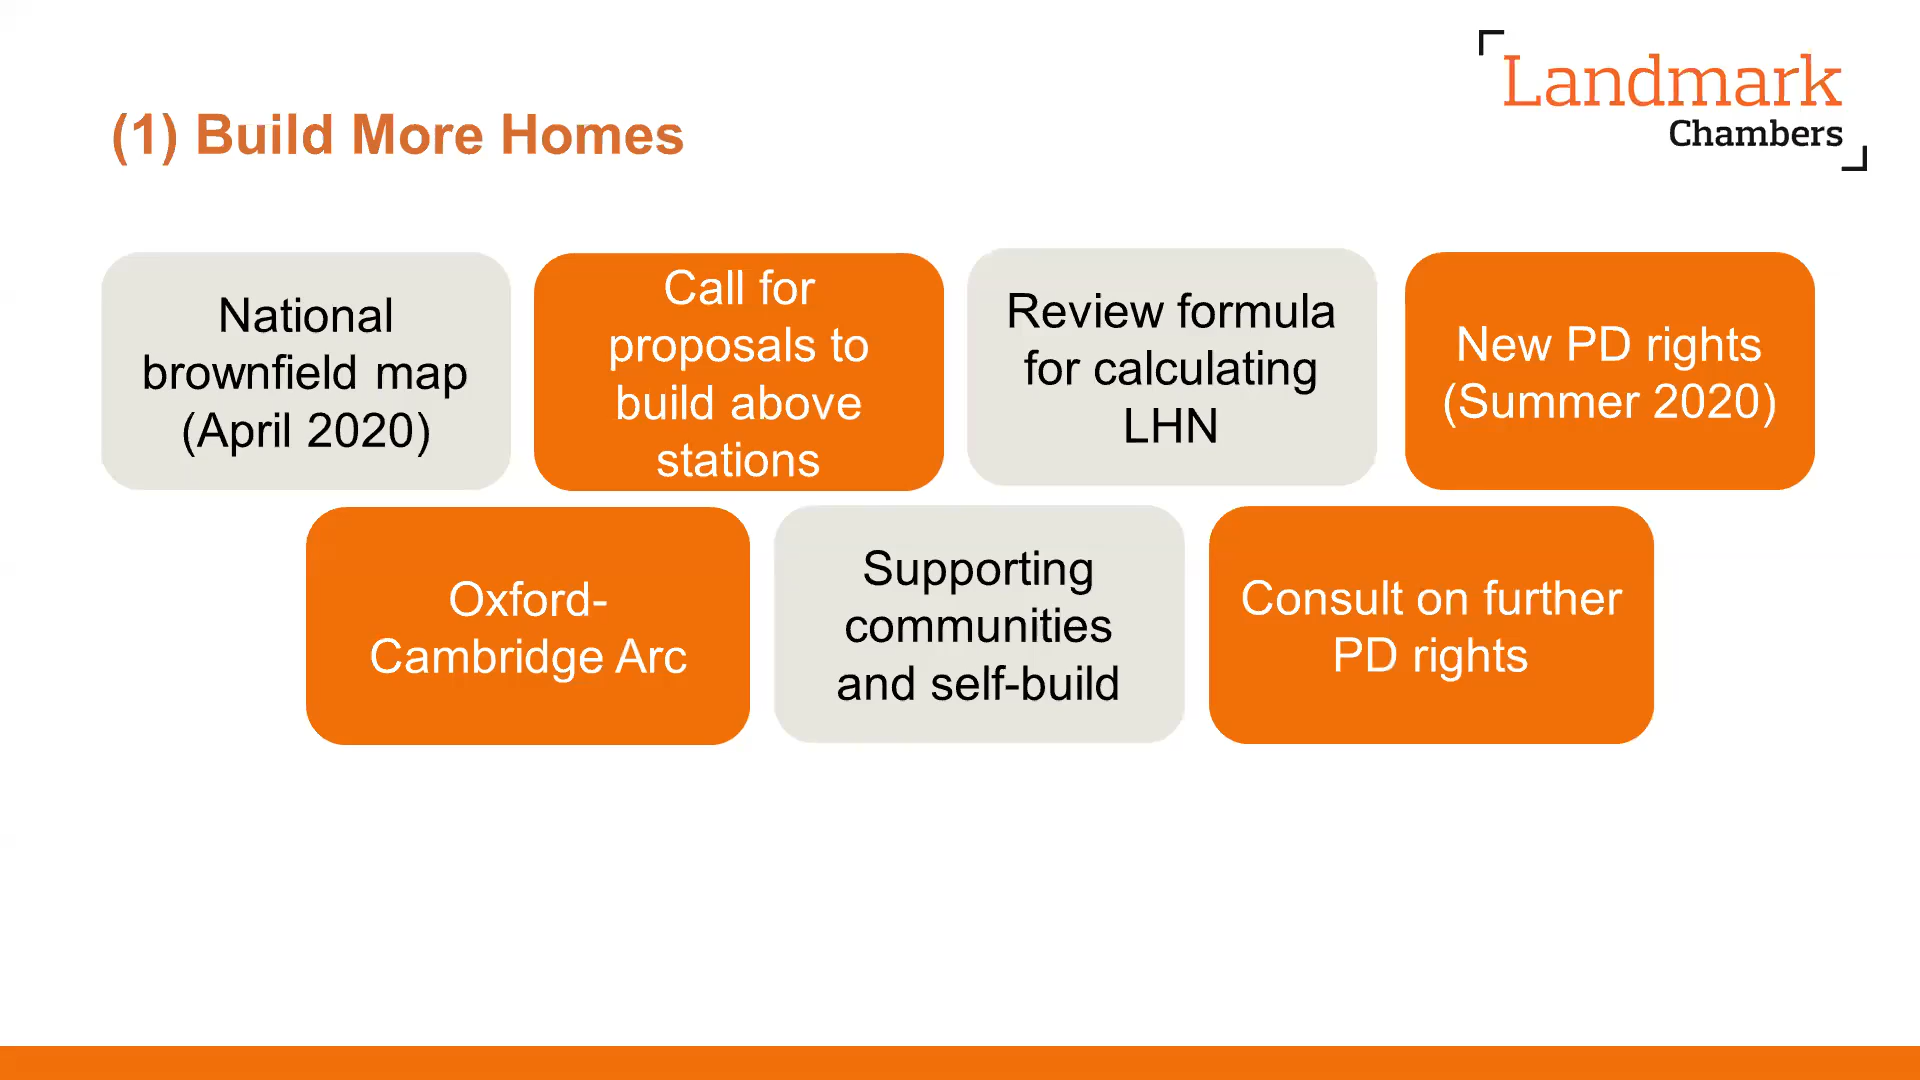 Landmark
Chambers
(1) Build More Homes
National
brownfield map
(April 2020)
Call for
proposals to
build above
stations
Review formula
for calculating
LHN
New PD rights
(Summer 2020)
Oxford-
Cambridge Arc
Supporting
communities
and self-build
Consult on further
PD rights